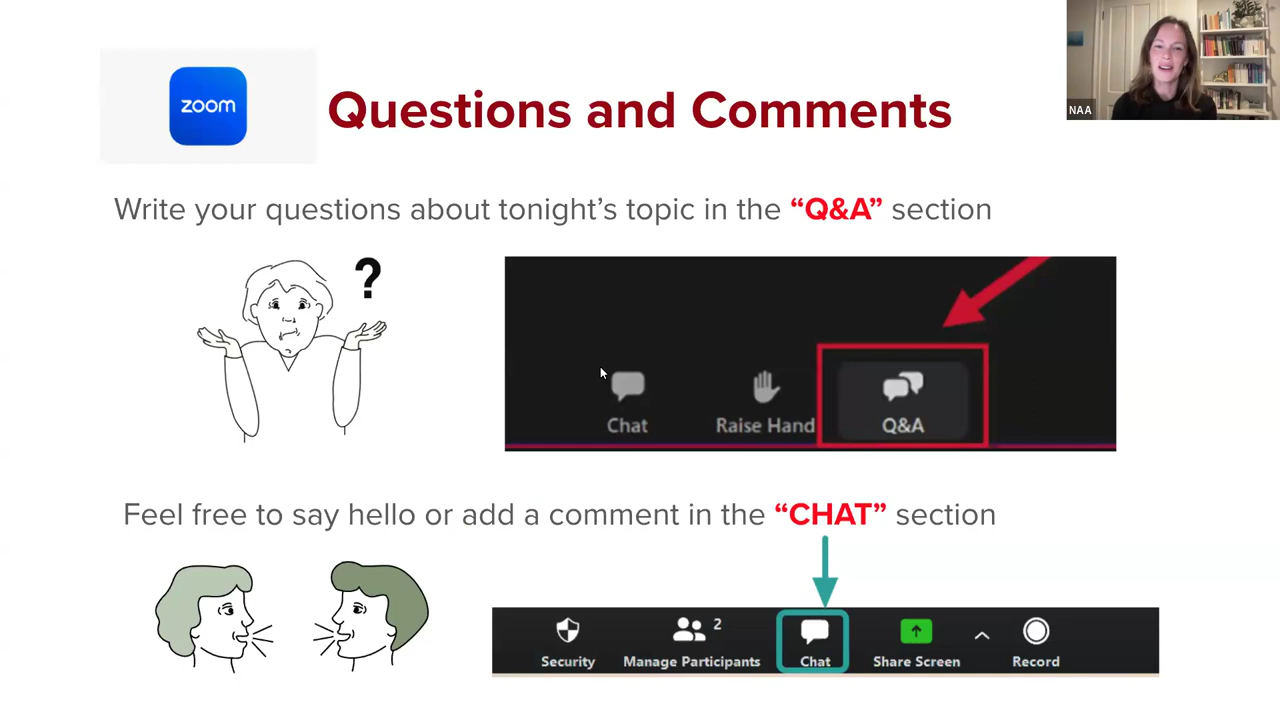 zoom
Questions and Comments
NAA
Write your questions about tonight’s topic in the “Q&A” section
?
Chat
Raise Hand
Q&A
Feel free to say hello or add a comment in the “CHAT” section
Security
Manage Participants
2
Chat
Share Screen
Record